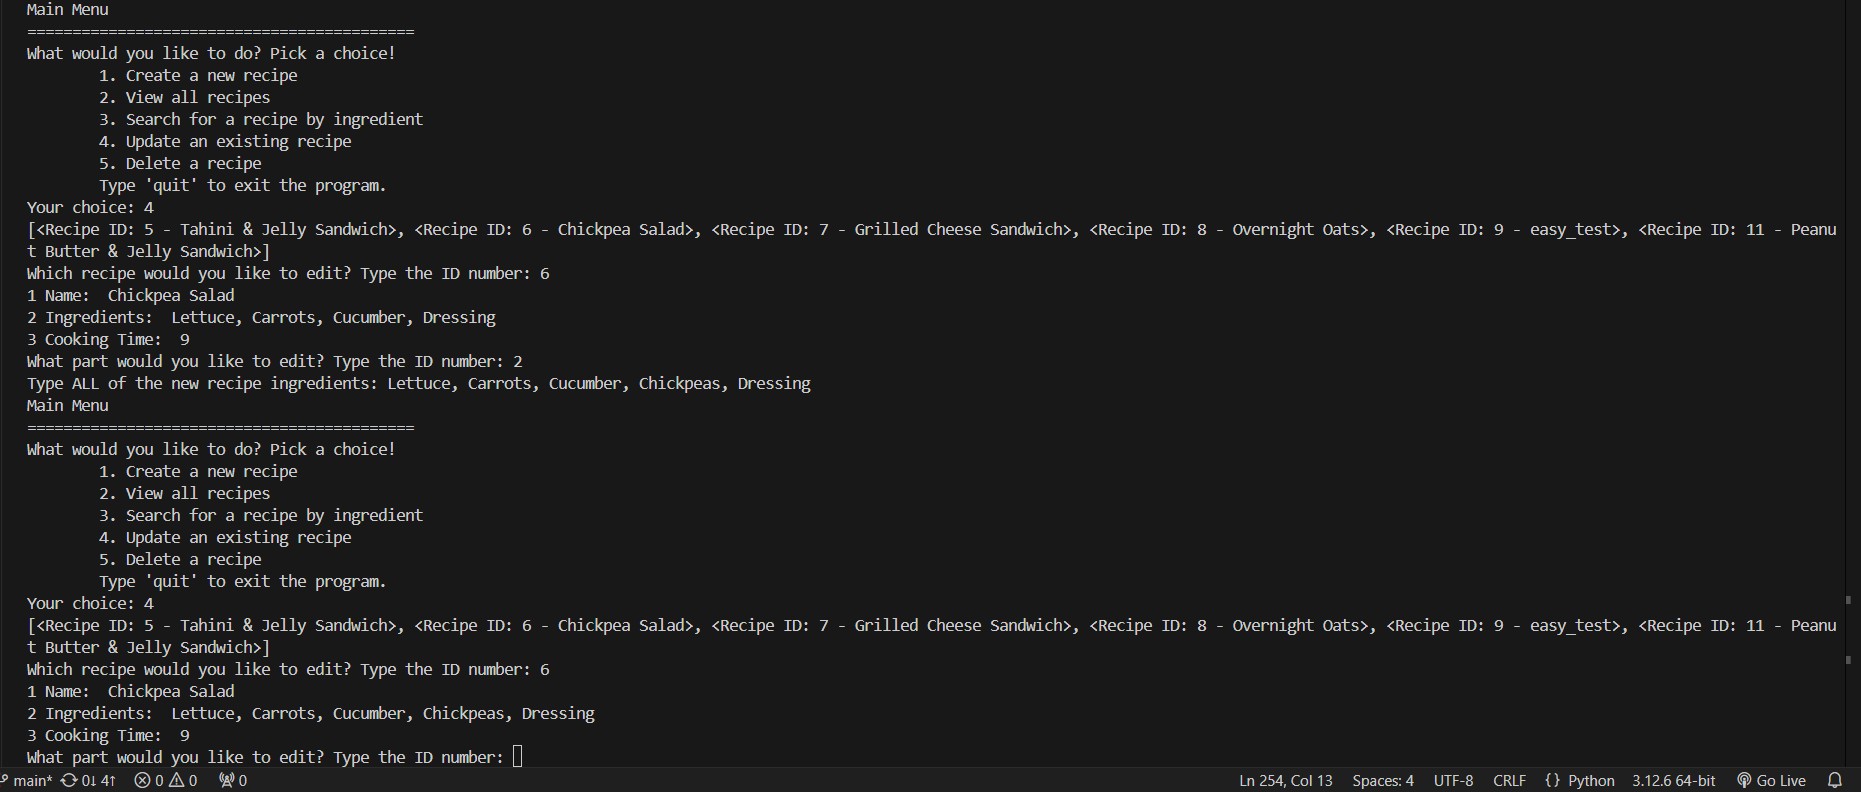 Main Menu
===========================================
What would you like to do? Pick a choice!
        1. Create a new recipe
        2. View all recipes
        3. Search for a recipe by ingredient
        4. Update an existing recipe
        5. Delete a recipe
        Type 'quit' to exit the program.
Your choice: 4
[<Recipe ID: 5 - Tahini & Jelly Sandwich>, <Recipe ID: 6 - Chickpea Salad>, <Recipe ID: 7 - Grilled Cheese Sandwich>, <Recipe ID: 8 - Overnight Oats>, <Recipe ID: 9 - easy_test>, <Recipe ID: 11 - Peanu
t Butter & Jelly Sandwich>]
Which recipe would you like to edit? Type the ID number: 6
1 Name:  Chickpea Salad
2 Ingredients:  Lettuce, Carrots, Cucumber, Dressing
3 Cooking Time:  9
What part would you like to edit? Type the ID number: 2
Type ALL of the new recipe ingredients: Lettuce, Carrots, Cucumber, Chickpeas, Dressing
Main Menu
===========================================
What would you like to do? Pick a choice!
        1. Create a new recipe
        2. View all recipes
        3. Search for a recipe by ingredient
        4. Update an existing recipe
        5. Delete a recipe
        Type 'quit' to exit the program.
Your choice: 4
[<Recipe ID: 5 - Tahini & Jelly Sandwich>, <Recipe ID: 6 - Chickpea Salad>, <Recipe ID: 7 - Grilled Cheese Sandwich>, <Recipe ID: 8 - Overnight Oats>, <Recipe ID: 9 - easy_test>, <Recipe ID: 11 - Peanu
t Butter & Jelly Sandwich>]
Which recipe would you like to edit? Type the ID number: 6
1 Name:  Chickpea Salad
2 Ingredients:  Lettuce, Carrots, Cucumber, Chickpeas, Dressing
3 Cooking Time:  9
What part would you like to edit? Type the ID number:
main* 0↓ 4↑ 0 0 0 Ln 254, Col 13 Spaces: 4 UTF-8 CRLF {} Python 3.12.6 64-bit Go Live